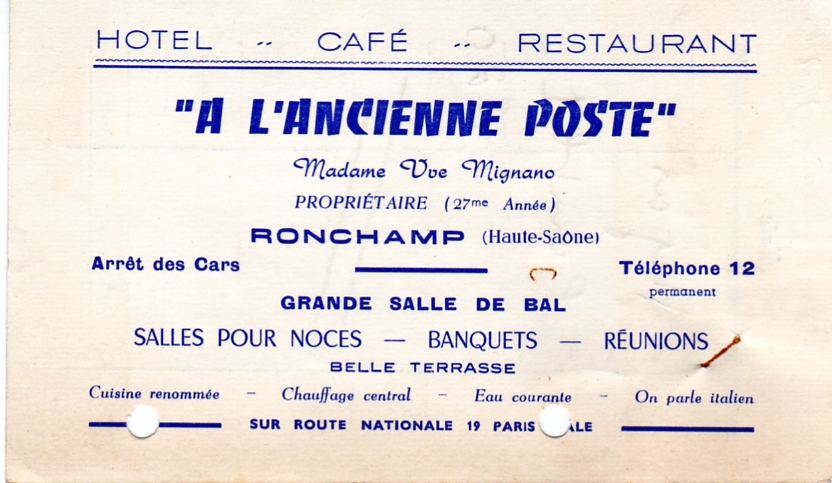 HOTEL -- CAFÉ -- RESTAURANT
"A L'ANCIENNE POSTE"
Madame Vve Mignano
PROPRIÉTAIRE (27me Année)
RONCHAMP (Haute-Saône)
Arrêt des Cars
Téléphone 12
permanent
GRANDE SALLE DE BAL
SALLES POUR NOCES — BANQUETS — RÉUNIONS
BELLE TERRASSE
Cuisine renommée — Chauffage central — Eau courante — On parle italien
SUR ROUTE NATIONALE 19 PARIS